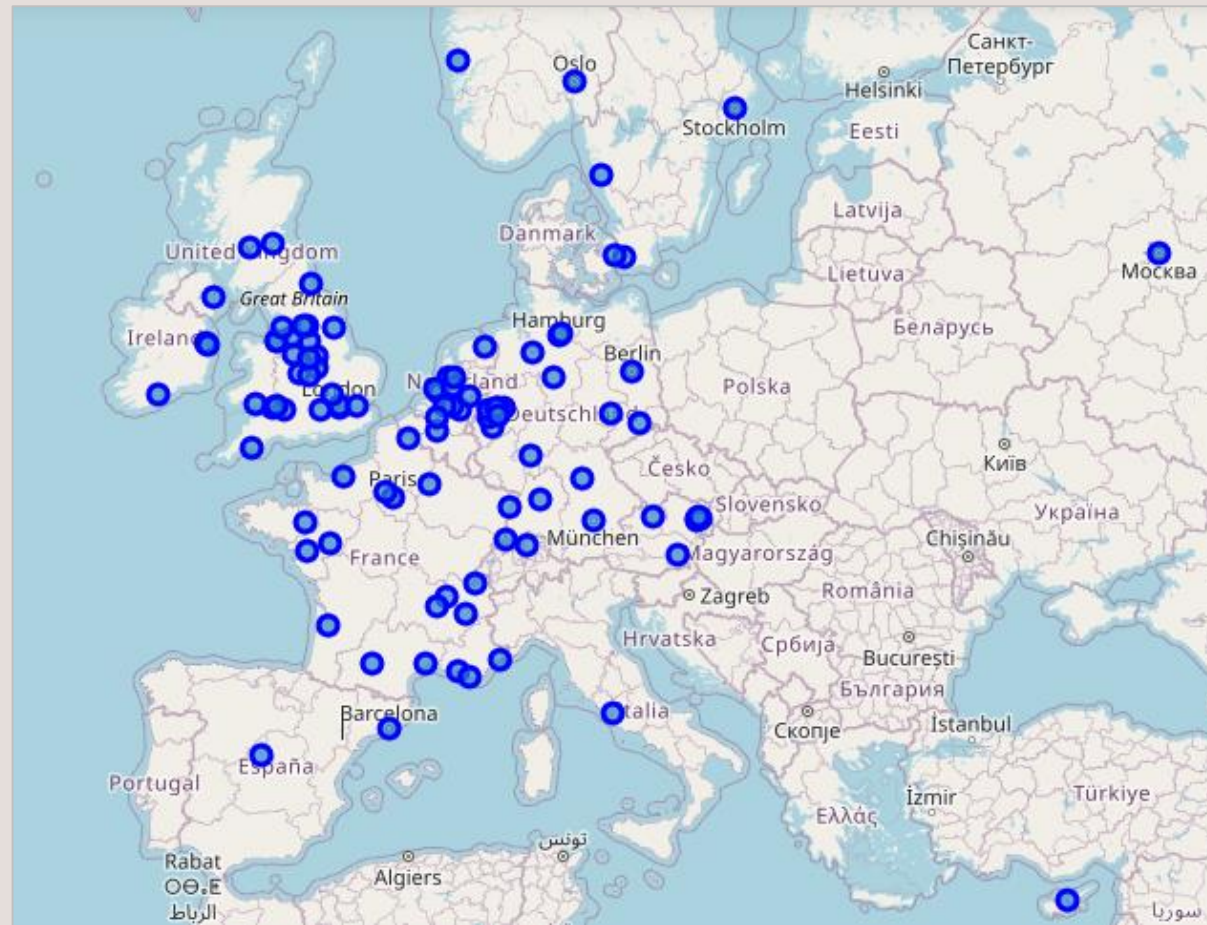 Санкт-
Петербург
Oslo
Helsinki
Stockholm
Eesti
Latvija
Danmark
United Kingdom
Москва
Lietuva
Great Britain
Hamburg
Беларусь
Ireland
Berlin
Nederland
London
Polska
Deutschland
Київ
Česko
Paris
Slovensko
Україна
München
Chișinău
France
Magyarország
România
Zagreb
Hrvatska
Србија
București
България
Barcelona
Italia
Скопје
İstanbul
España
Portugal
İzmir
Türkiye
Ελλάς
تونس
Rabat
ⵔⴱⴰⵟ
الرباط
Algiers
سوريا